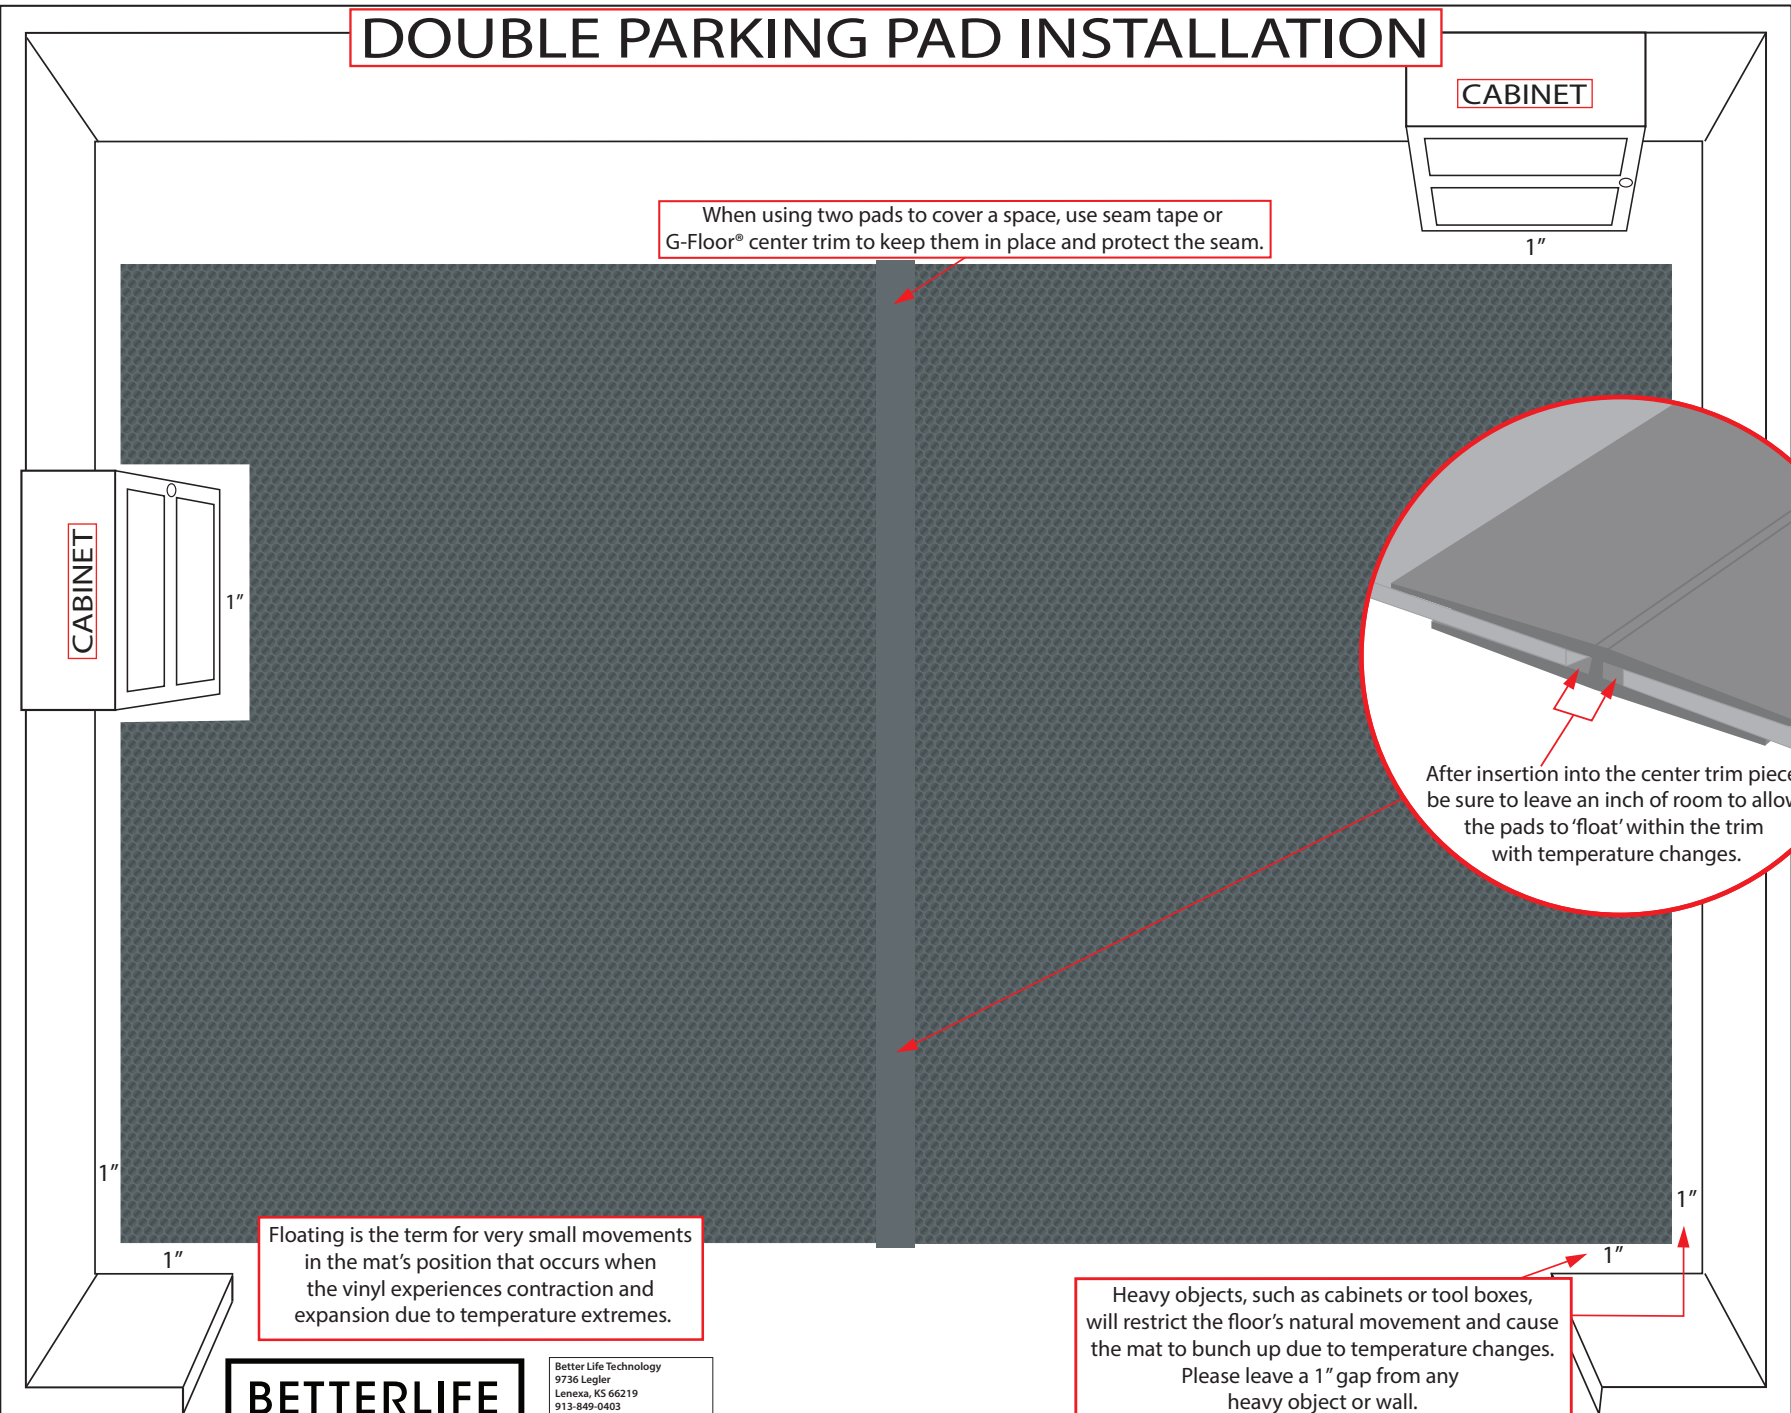 DOUBLE PARKING PAD INSTALLATION
CABINET
When using two pads to cover a space, use seam tape or
G-Floor® center trim to keep them in place and protect the seam.
1”
CABINET
1”
After insertion into the center trim piece
be sure to leave an inch of room to allow
the pads to ‘float’ within the trim
with temperature changes.
1”
1”
1”
1”
Floating is the term for very small movements
in the mat’s position that occurs when
the vinyl experiences contraction and
expansion due to temperature extremes.
Heavy objects, such as cabinets or tool boxes,
will restrict the floor’s natural movement and cause
the mat to bunch up due to temperature changes.
Please leave a 1” gap from any
heavy object or wall.
BETTERLIFE
Better Life Technology
9736 Legler
Lenexa, KS 66219
913-849-0403